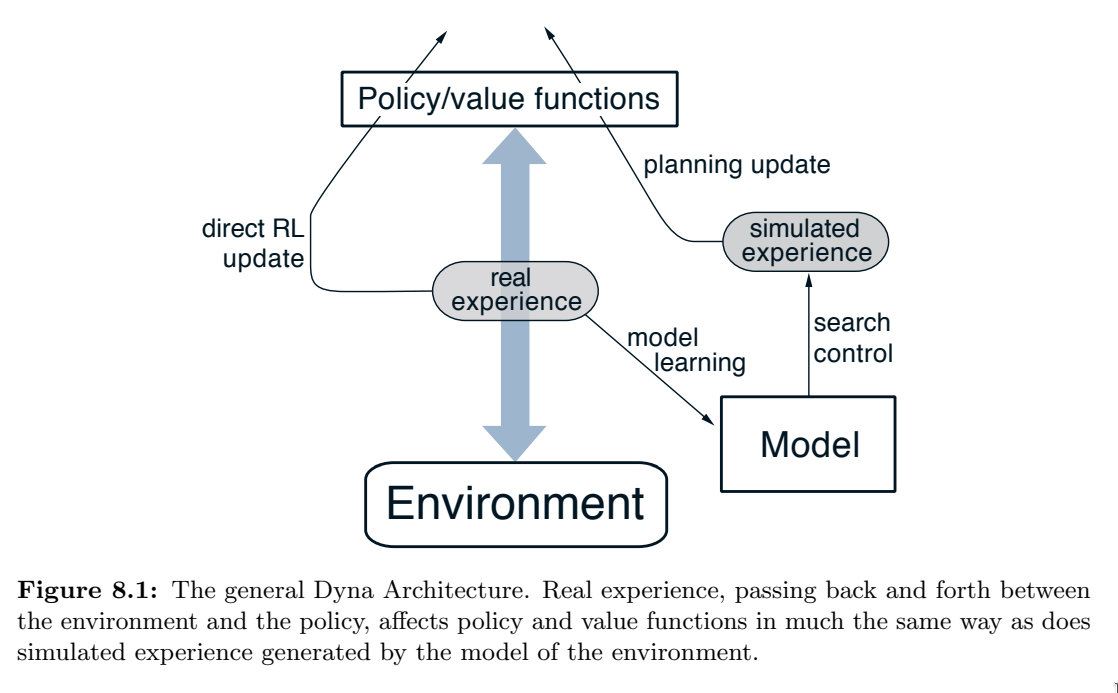 Policy/value functions
planning update
direct RL
update
simulated
experience
real
experience
model
learning
search
control
Model
Environment
Figure 8.1: The general Dyna Architecture. Real experience, passing back and forth between
the environment and the policy, affects policy and value functions in much the same way as does
simulated experience generated by the model of the environment.